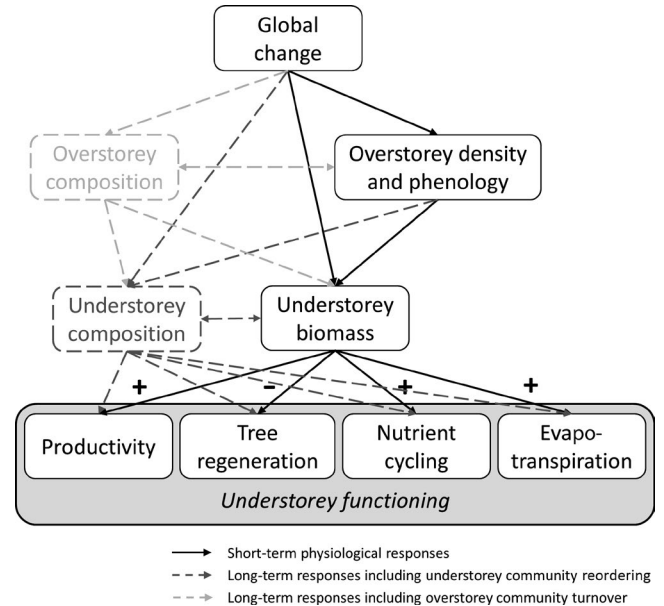 Global
change
Overstorey
composition
Overstorey density
and phenology
Understorey
composition
Understorey
biomass
+
−
+
+
Productivity
Tree
regeneration
Nutrient
cycling
Evapo-
transpiration
Understorey functioning
Short-term physiological responses
Long-term responses including understorey community reordering
Long-term responses including overstorey community turnover